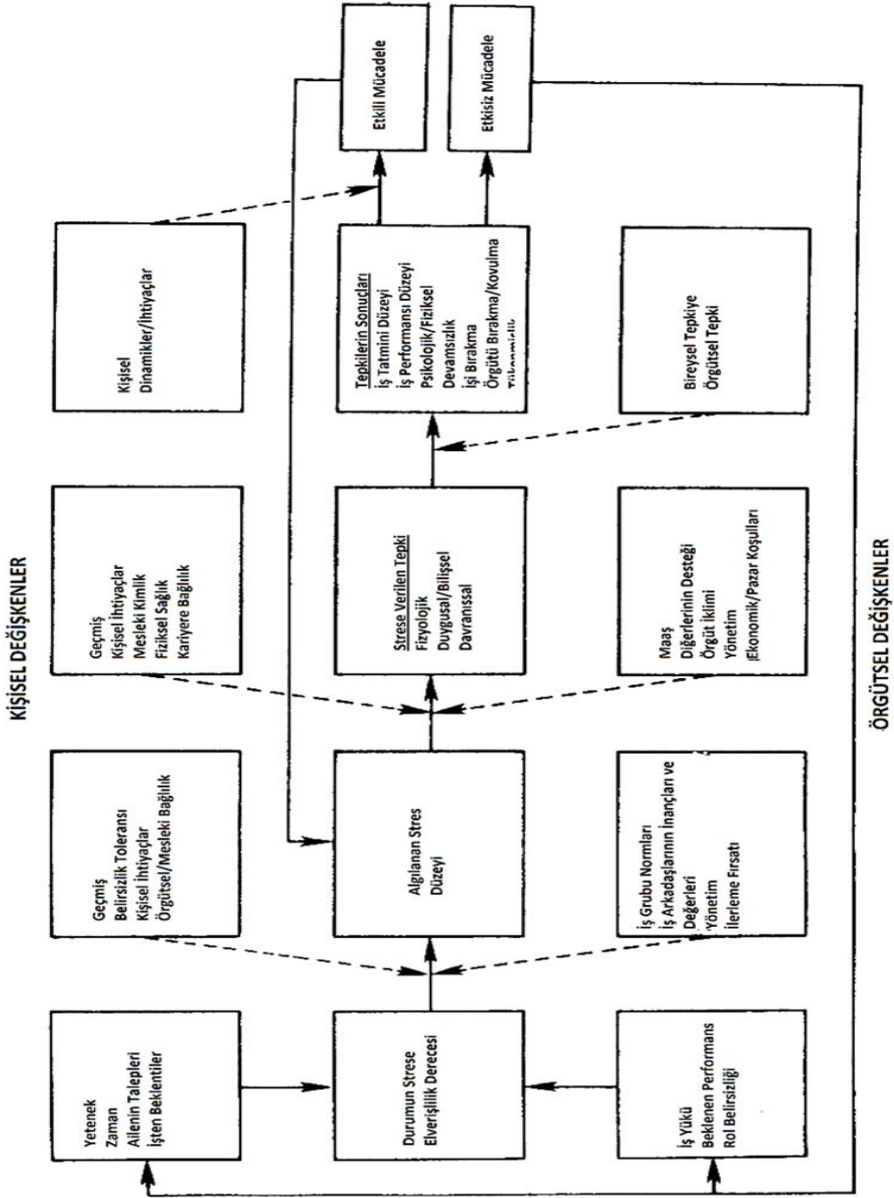 KİŞİSEL DEĞİŞKENLER
Yetenek
Zaman
Ailenin Talepleri
İşten Beklentiler
Geçmiş
Belirsizlik Toleransı
Kişisel İhtiyaçlar
Örgütsel/Mesleki Bağlılık
Geçmiş
Kişisel İhtiyaçlar
Mesleki Kimlik
Fiziksel Sağlık
Kariyere Bağlılık
Kişisel
Dinamikler/İhtiyaçlar
Durumun Strese
Elverişlilik Derecesi
Algılanan Stres
Düzeyi
Strese Verilen Tepki
Fizyolojik
Duygusal/Bilişsel
Davranışsal
Tepkilerin Sonuçları
İş Tatmini Düzeyi
İş Performansı Düzeyi
Psikolojik/Fiziksel
Devamsızlık
İşi Bırakma
Örgütü Bırakma/Kovulma
Etkili Mücadele
Etkisiz Mücadele
İş Yükü
Beklenen Performans
Rol Belirsizliği
İş Grubu Normları
İş Arkadaşlarının İnançları ve
Değerleri
Yönetim
İlerleme Fırsatı
Maaş
Diğerlerinin Desteği
Örgüt İklimi
Yönetim
Ekonomik/Pazar Koşulları
Bireysel Tepkiye
Örgütsel Tepki
ÖRGÜTSEL DEĞİŞKENLER